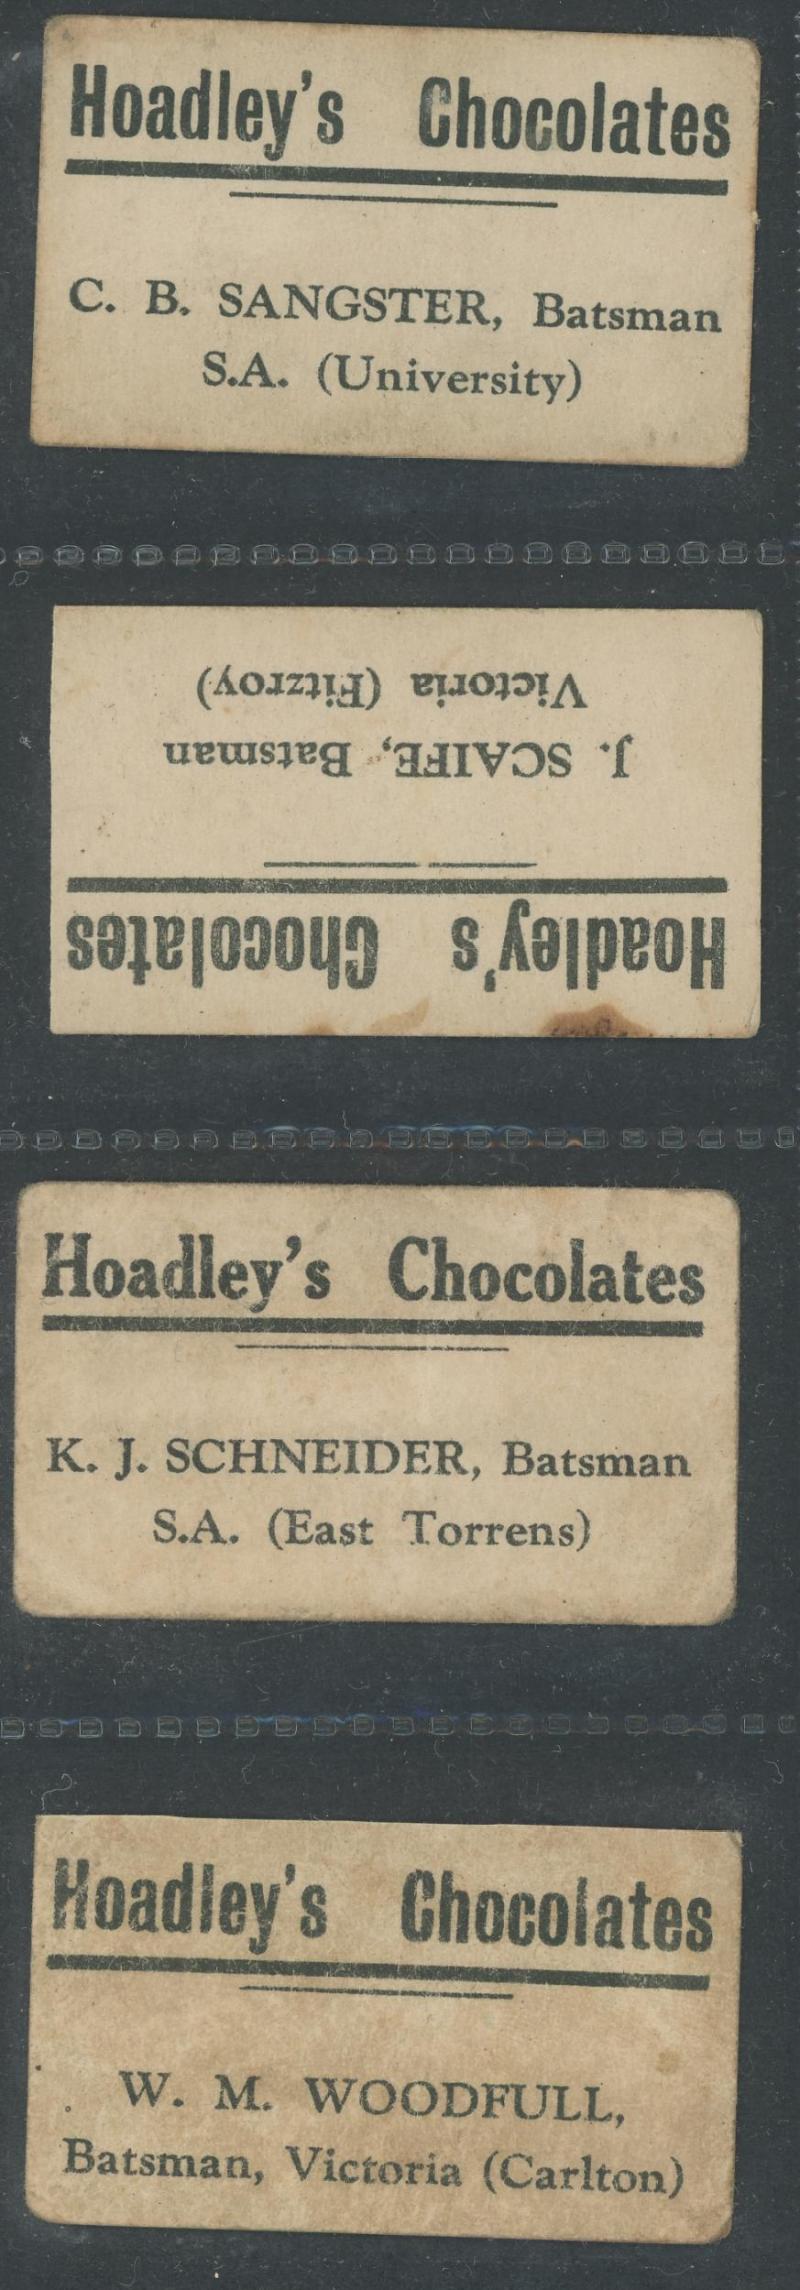 Hoadley's Chocolates
C. B. SANGSTER, Batsman
S.A. (University)
Hoadley's Chocolates
J. SCAIFE, Batsman
Victoria (Fitzroy)
Hoadley's Chocolates
K. J. SCHNEIDER, Batsman
S.A. (East Torrens)
Hoadley's Chocolates
W. M. WOODFULL,
Batsman, Victoria (Carlton)